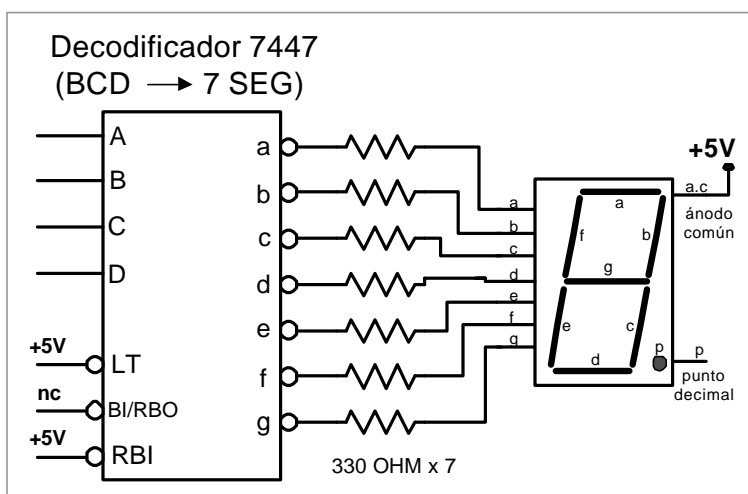 Decodificador 7447
(BCD → 7 SEG)
A
B
C
D
+5V
LT
nc
BI/RBO
+5V
RBI
a
b
c
d
e
f
g
330 OHM x 7
a
b
c
d
e
f
g
a
b
c
d
e
f
g
p
+5V
a.c
ánodo
común
p
punto
decimal